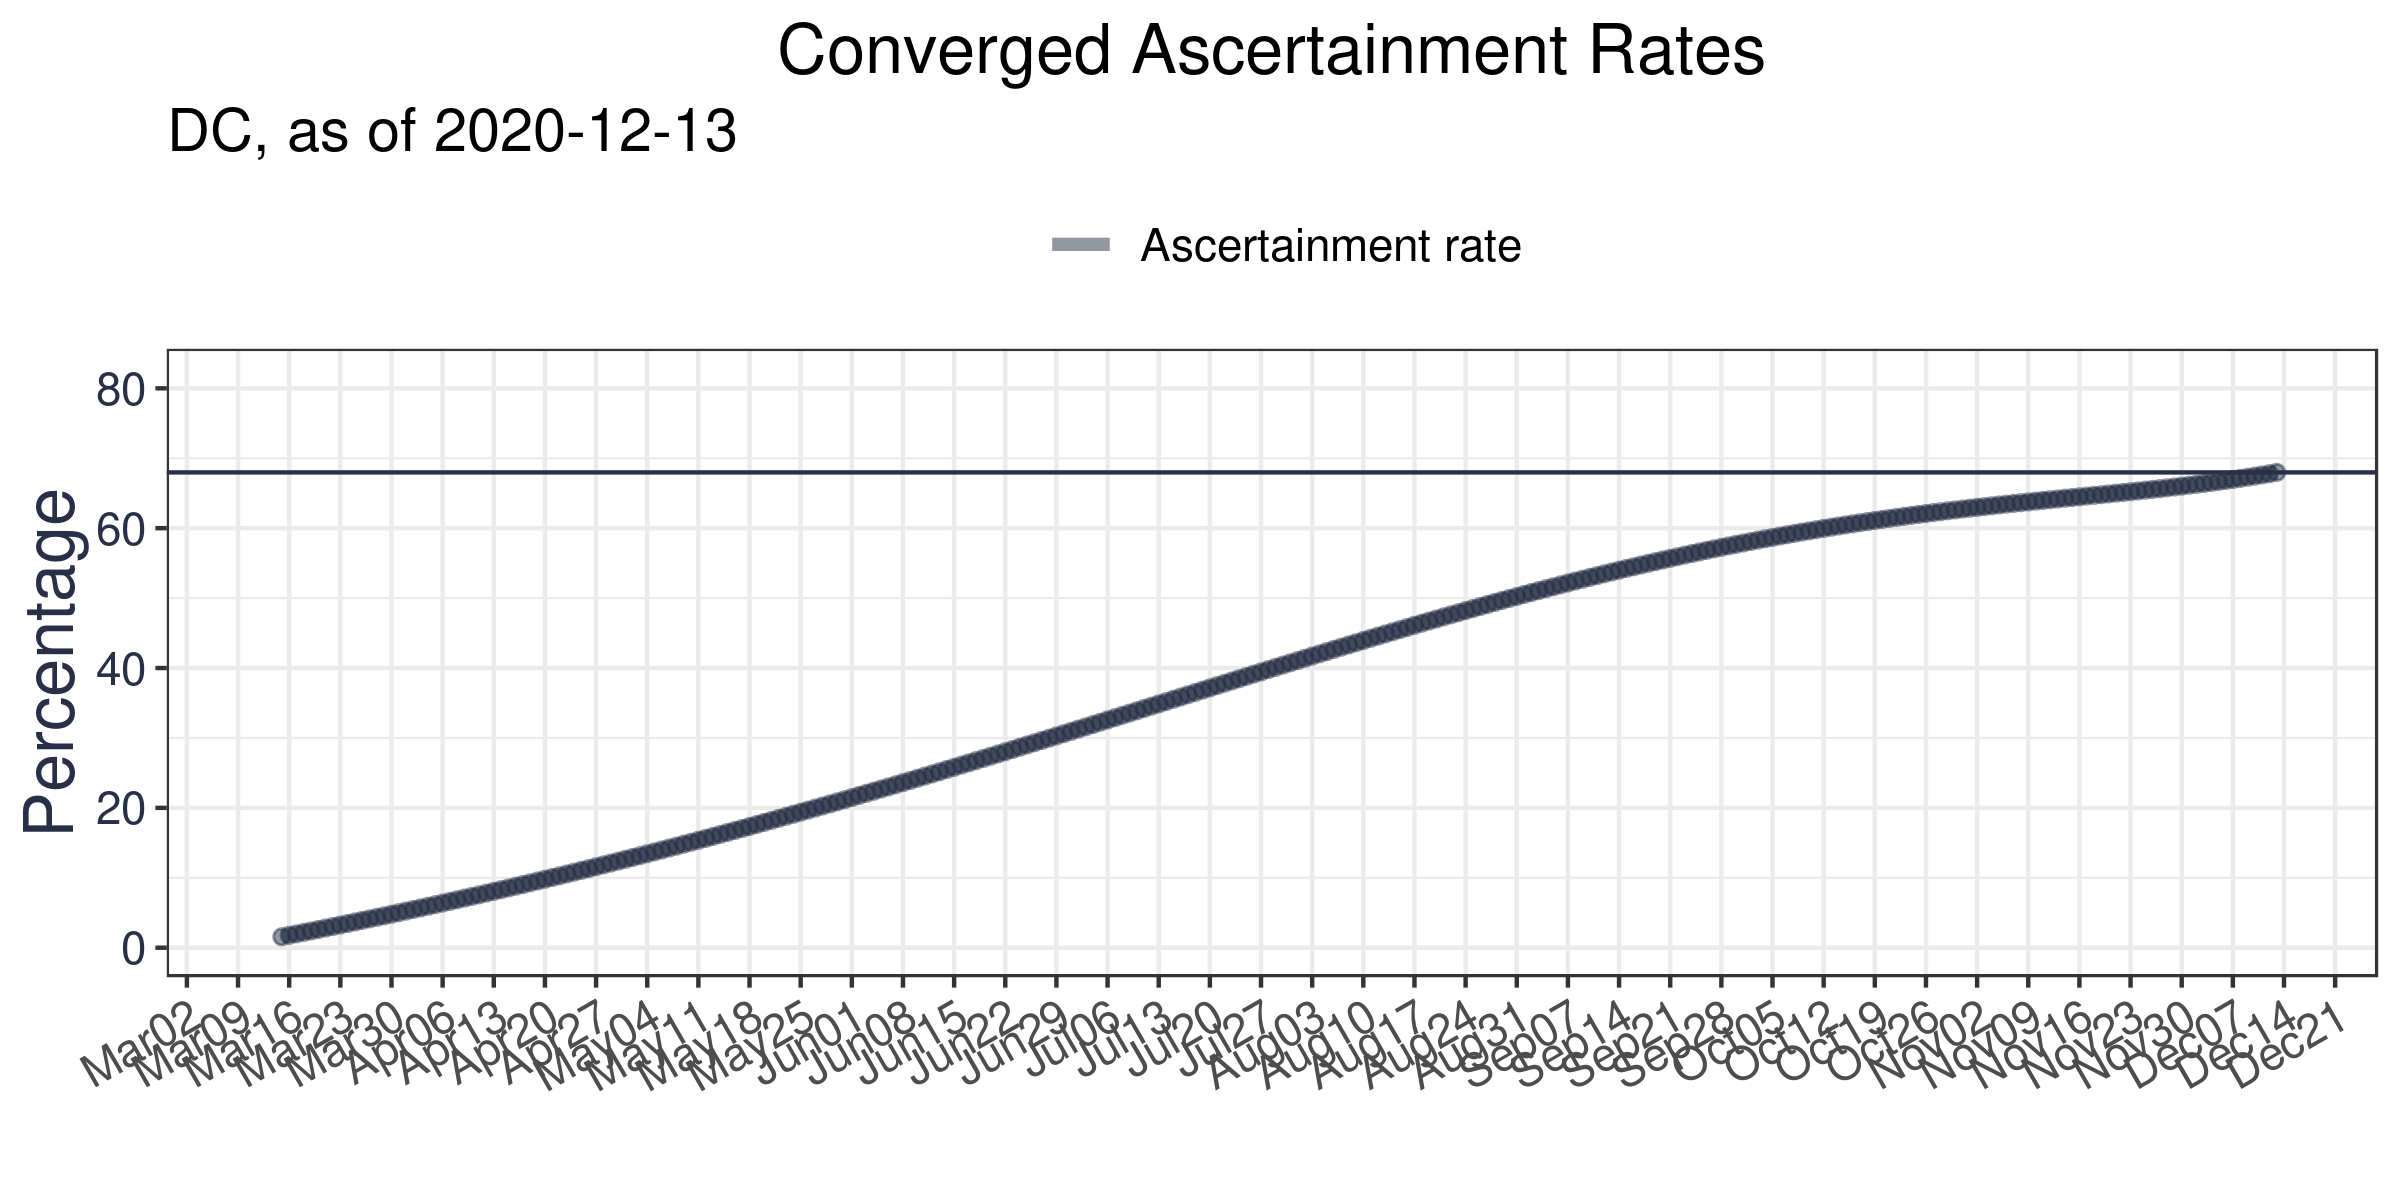 Converged Ascertainment Rates
DC, as of 2020-12-13
Ascertainment rate
Percentage
80
60
40
20
0
Mar02 Mar09 Mar16 Mar23 Mar30 Apr06 Apr13 Apr20 Apr27 May04 May11 May18 May25 Jun01 Jun08 Jun15 Jun22 Jun29 Jul06 Jul13 Jul20 Jul27 Aug03 Aug10 Aug17 Aug24 Aug31 Sep07 Sep14 Sep21 Sep28 Oct05 Oct12 Oct19 Oct26 Nov02 Nov09 Nov16 Nov23 Nov30 Dec07 Dec14 Dec21